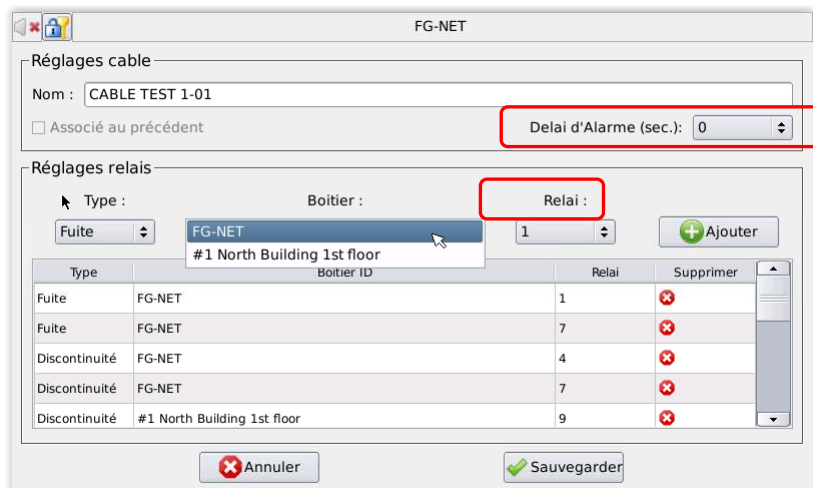 FG-NET
Réglages cable
Nom : CABLE TEST 1-01
Associé au précédent Delai d'Alarme (sec.): 0
Réglages relais
Type : Boitier : Relai :
Fuite FG-NET 1 Ajouter
#1 North Building 1st floor
Type Boitier ID Relai Supprimer
Fuite FG-NET 1
Fuite FG-NET 7
Discontinuité FG-NET 4
Discontinuité FG-NET 7
Discontinuité #1 North Building 1st floor 9
Annuler Sauvegarder